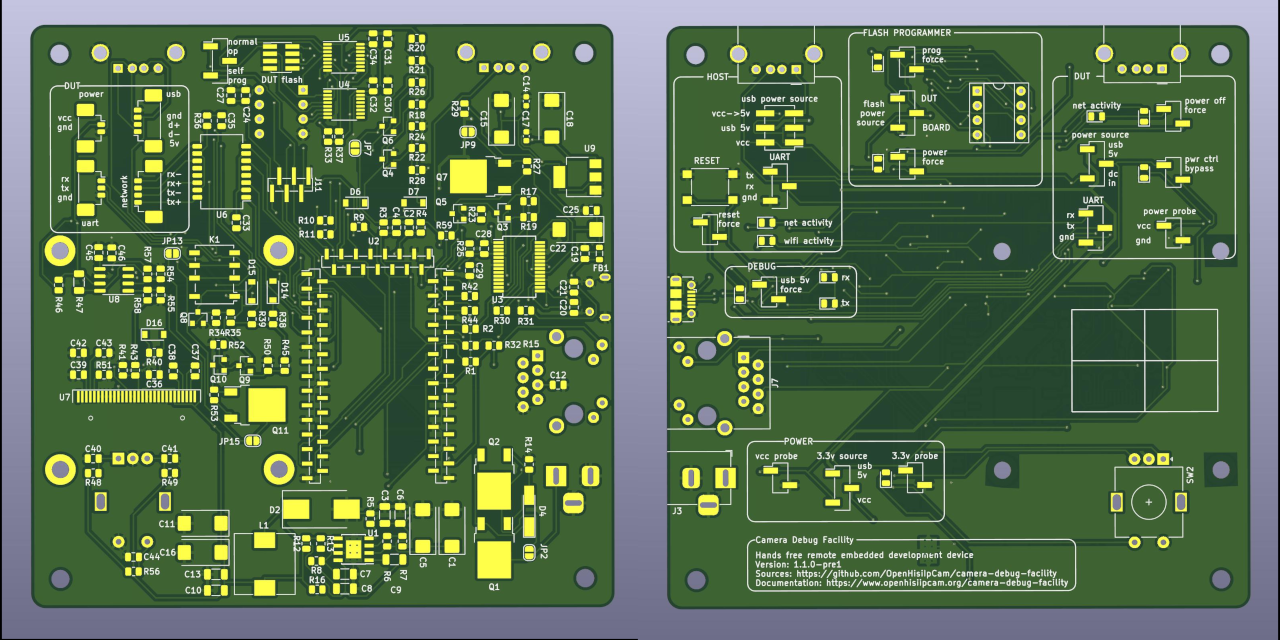 normal
op
self
prog
DUT flash
U5
C34
C31
R20
R21
R26
R18
R24
R22
R28
U4
C32
C30
C27
C24
R36
C35
R33
R37
JP7
Q6
Q4
DUT
power
usb
vcc
gnd
gnd
d+
d−
5v
rx
tx
gnd
network
rx−
rx+
tx−
tx+
uart
U6
C33
J11
D6
D7
R10
R11
R9
R3
C4
C2
R4
R29
JP9
C15
C14
C17
C18
Q7
Q5
R27
U9
R17
R19
R23
Q3
C25
R59
C22
C19
FB1
JP13
K1
U2
C45
C46
R57
R54
R55
R58
U8
R46
R47
D15
D14
Q8
R34
R35
R39
R38
R25
C28
C29
U3
R42
R44
R30
R31
C21
C20
R2
R32
R15
R1
C12
D16
R52
R50
R45
C42
C43
R41
R43
R40
C38
C37
C39
R51
C36
Q10
Q9
U7
R53
Q11
JP15
C40
C41
R48
R49
Q2
R14
D4
JP2
Q1
D2
R5
C3
C6
C11
C16
L1
R12
R13
U1
C5
C1
C44
R56
C13
C10
R8
R16
C7
C8
R6
R7
C9
FLASH PROGRAMMER
prog
force
flash
power
source
DUT
BOARD
power
force
HOST
usb power source
vcc->5v
usb 5v
vcc
RESET
UART
tx
rx
gnd
reset
force
net activity
wifi activity
DUT
net activity
power off
force
power source
usb
5v
dc
in
pwr ctrl
bypass
UART
rx
tx
gnd
power probe
vcc
gnd
DEBUG
usb 5v
force
rx
tx
J7
J3
POWER
vcc probe
3.3v source
usb
5v
vcc
3.3v probe
SW2
Camera Debug Facility
Hands free remote embedded development device
Version: 1.1.0-pre1
Sources: https://github.com/OpenHisiIpCam/camera-debug-facility
Documentation: https://www.openhisiipcam.org/camera-debug-facility